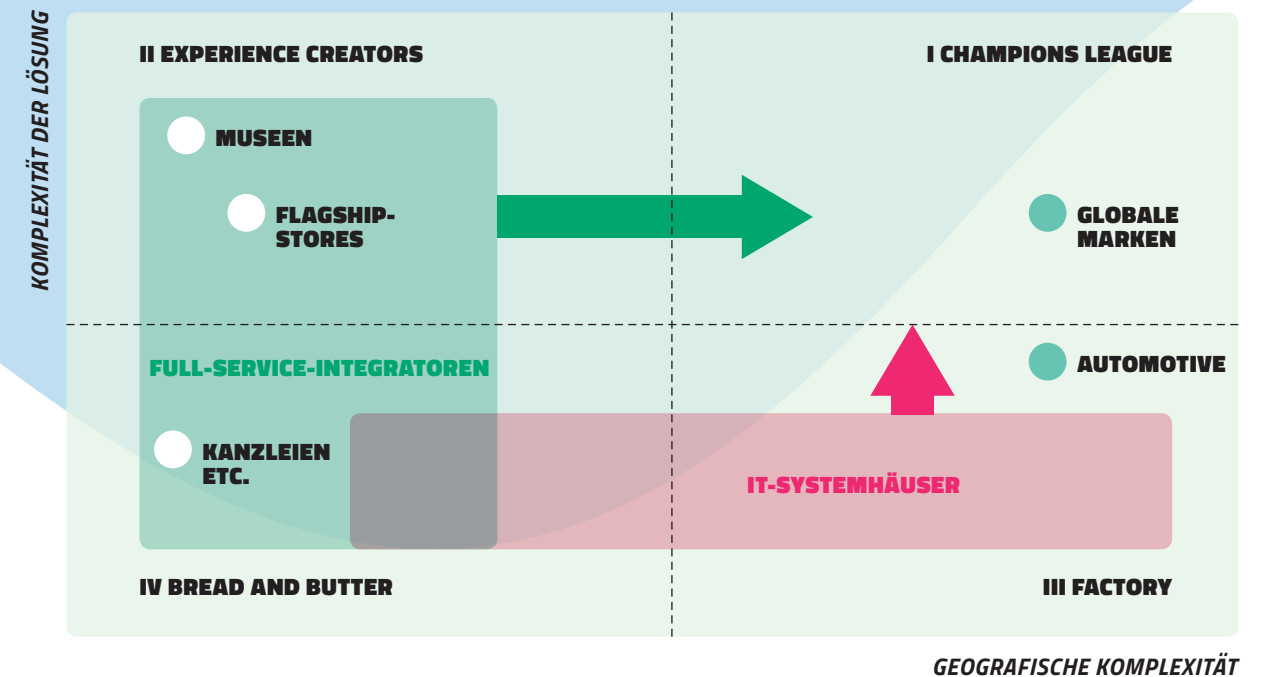 KOMPLEXITÄT DER LÖSUNG
II EXPERIENCE CREATORS
I CHAMPIONS LEAGUE
MUSEEN
FLAGSHIP-
STORES
GLOBALE
MARKEN
FULL-SERVICE-INTEGRATOREN
AUTOMOTIVE
KANZLEIEN
ETC.
IT-SYSTEMHÄUSER
IV BREAD AND BUTTER
III FACTORY
GEOGRAFISCHE KOMPLEXITÄT